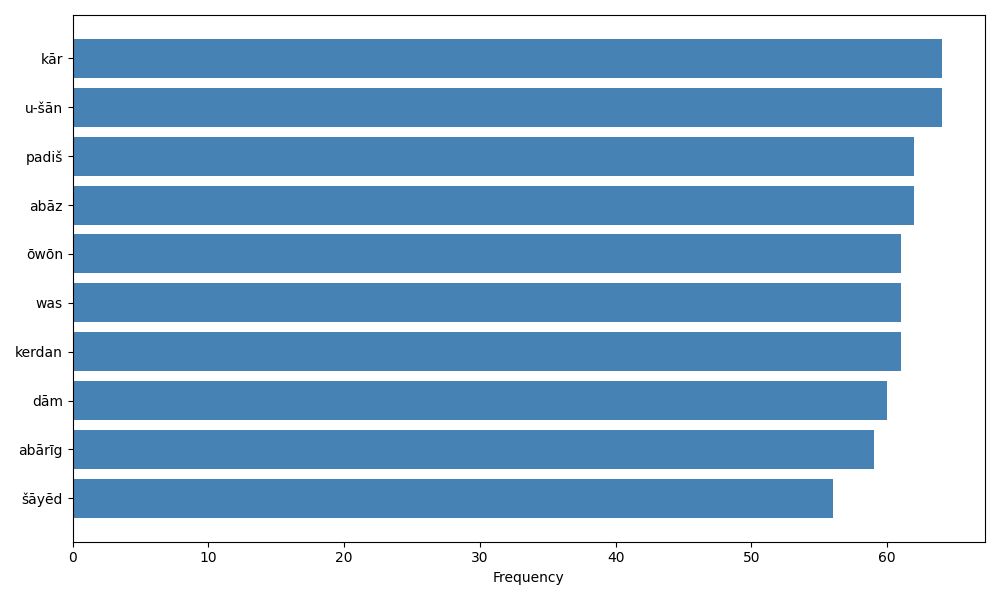 kār
u-šān
padiš
abāz
ōwōn
was
kerdan
dām
abārīg
šāyēd
0 10 20 30 40 50 60
Frequency